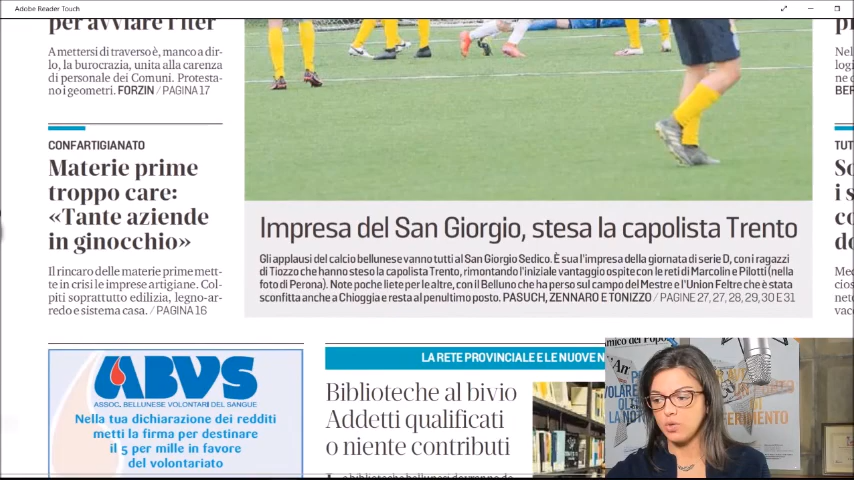 Adobe Reader Touch
per avviare l'iter
A mettersi di traverso è, manco a dir-
lo, la burocrazia, unita alla carenza
di personale dei Comuni. Protesta-
no i geometri. FORZIN / PAGINA 17
CONFARTIGIANATO
Materie prime
troppo care:
«Tante aziende
in ginocchio»
Il rincaro delle materie prime mett-
te in crisi le imprese artigiane. Col-
piti soprattutto edilizia, legno-ar-
redo e sistema casa. / PAGINA 16
Impresa del San Giorgio, stesa la capolista Trento
Gli applausi del calcio bellunese vanno tutti al San Giorgio Sedico. È sua l'impresa della giornata di serie D, con i ragazzi
di Tiozzo che hanno steso la capolista Trento, rimontando l'iniziale vantaggio ospite con le reti di Marcolin e Pilotti (nella
foto di Perona). Note poche liete per le altre, con il Belluno che ha perso sul campo del Mestre e l'Union Feltre che è stata
sconfitta anche a Chioggia e resta al penultimo posto. PASUCH, ZENNARO E TONIZZO / PAGINE 27, 27, 28, 29, 30 E 31
ABVS
ASSOC. BELLUNESE VOLONTARI DEL SANGUE
Nella tua dichiarazione dei redditi
metti la firma per destinare
il 5 per mille in favore
del volontariato
LA RETE PROVINCIALE E LE NUOVE N
Biblioteche al bivio
Addetti qualificati
o niente contributi
Amico del Popolo